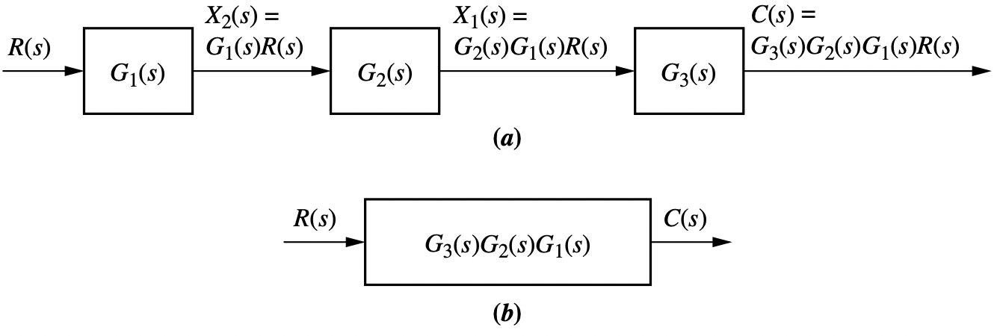 R(s)
G₁(s)
X₂(s) =
G₁(s)R(s)
G₂(s)
X₁(s) =
G₂(s)G₁(s)R(s)
G₃(s)
C(s) =
G₃(s)G₂(s)G₁(s)R(s)
(a)
R(s)
G₃(s)G₂(s)G₁(s)
C(s)
(b)